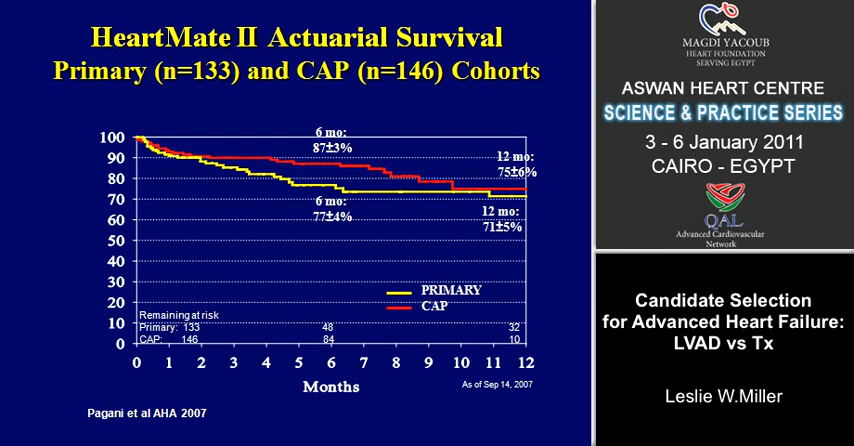 HeartMate II Actuarial Survival
Primary (n=133) and CAP (n=146) Cohorts
100
90
80
70
60
50
40
30
20
10
0
6 mo:
87±3%
12 mo:
75±6%
6 mo:
77±4%
12 mo:
71±5%
PRIMARY
CAP
Remaining at risk
Primary: 133 48 32
CAP: 146 84 10
0 1 2 3 4 5 6 7 8 9 10 11 12
Months
As of Sep 14, 2007
Pagani et al AHA 2007
MAGDI YACOUB
HEART FOUNDATION
SERVING EGYPT
ASWAN HEART CENTRE
SCIENCE & PRACTICE SERIES
3 - 6 January 2011
CAIRO - EGYPT
QAL
Advanced Cardiovascular
Network
Candidate Selection
for Advanced Heart Failure:
LVAD vs Tx
Leslie W.Miller